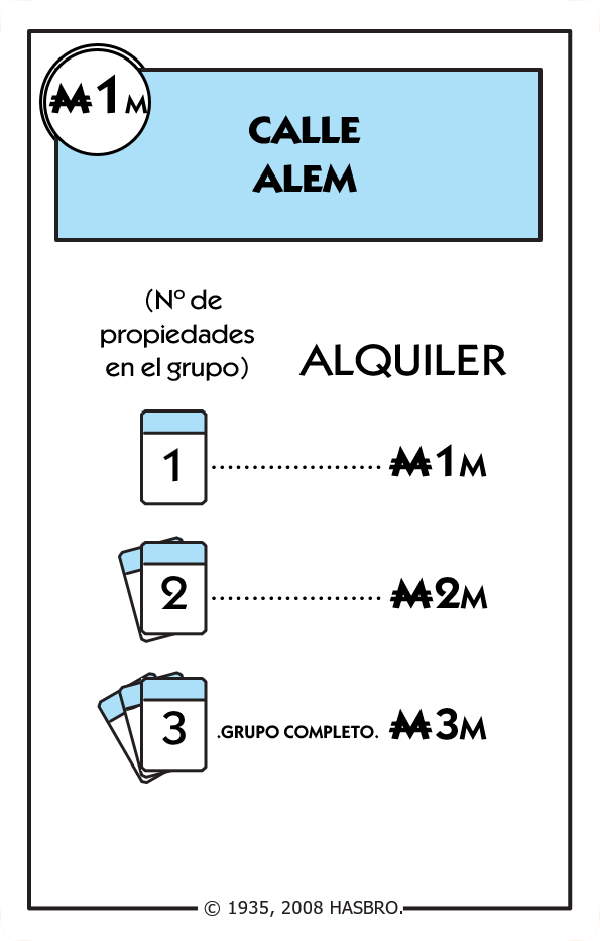 ₩1M
CALLE
ALEM
(Nº de
propiedades
en el grupo)
ALQUILER
1 ..................... ₩1M
2 ..................... ₩2M
3 .GRUPO COMPLETO. ₩3M
© 1935, 2008 HASBRO.